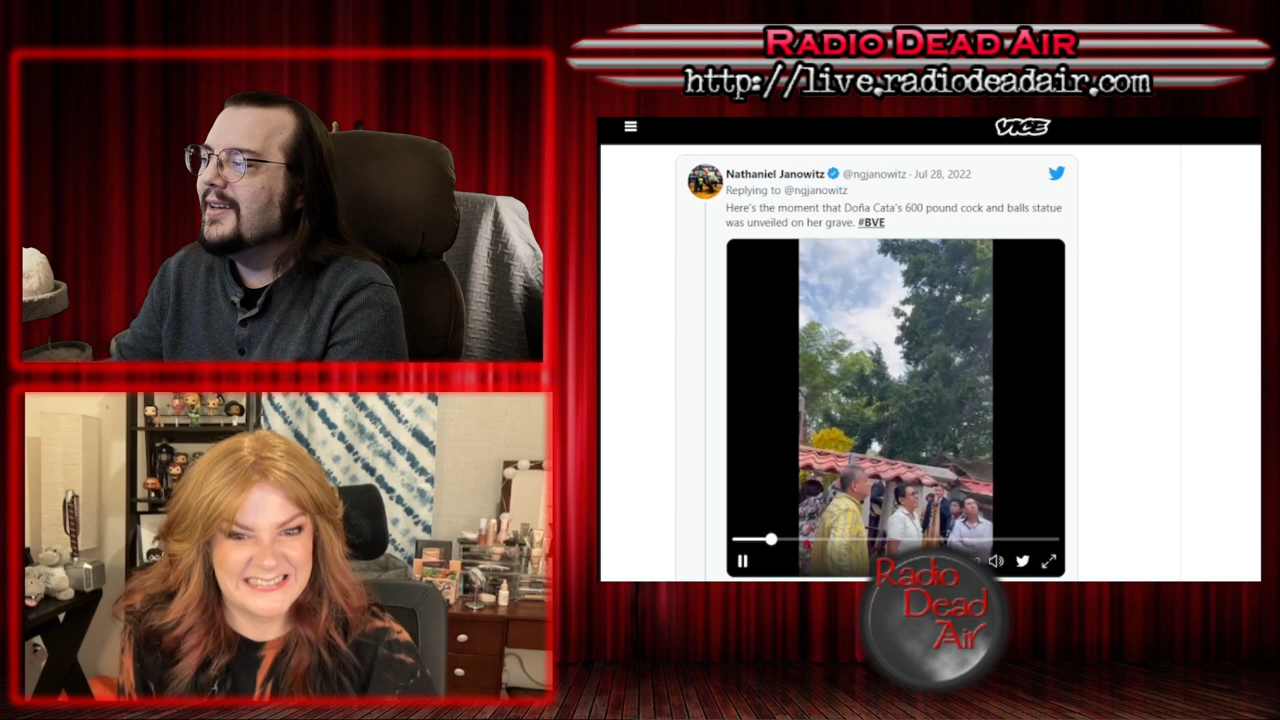 Radio Dead Air
http://live.radiodeadair.com
VICE
Nathaniel Janowitz @ngjanowitz · Jul 28, 2022
Replying to @ngjanowitz
Here's the moment that Doña Cata's 600 pound cock and balls statue
was unveiled on her grave. #BVE
Radio
Dead
Air